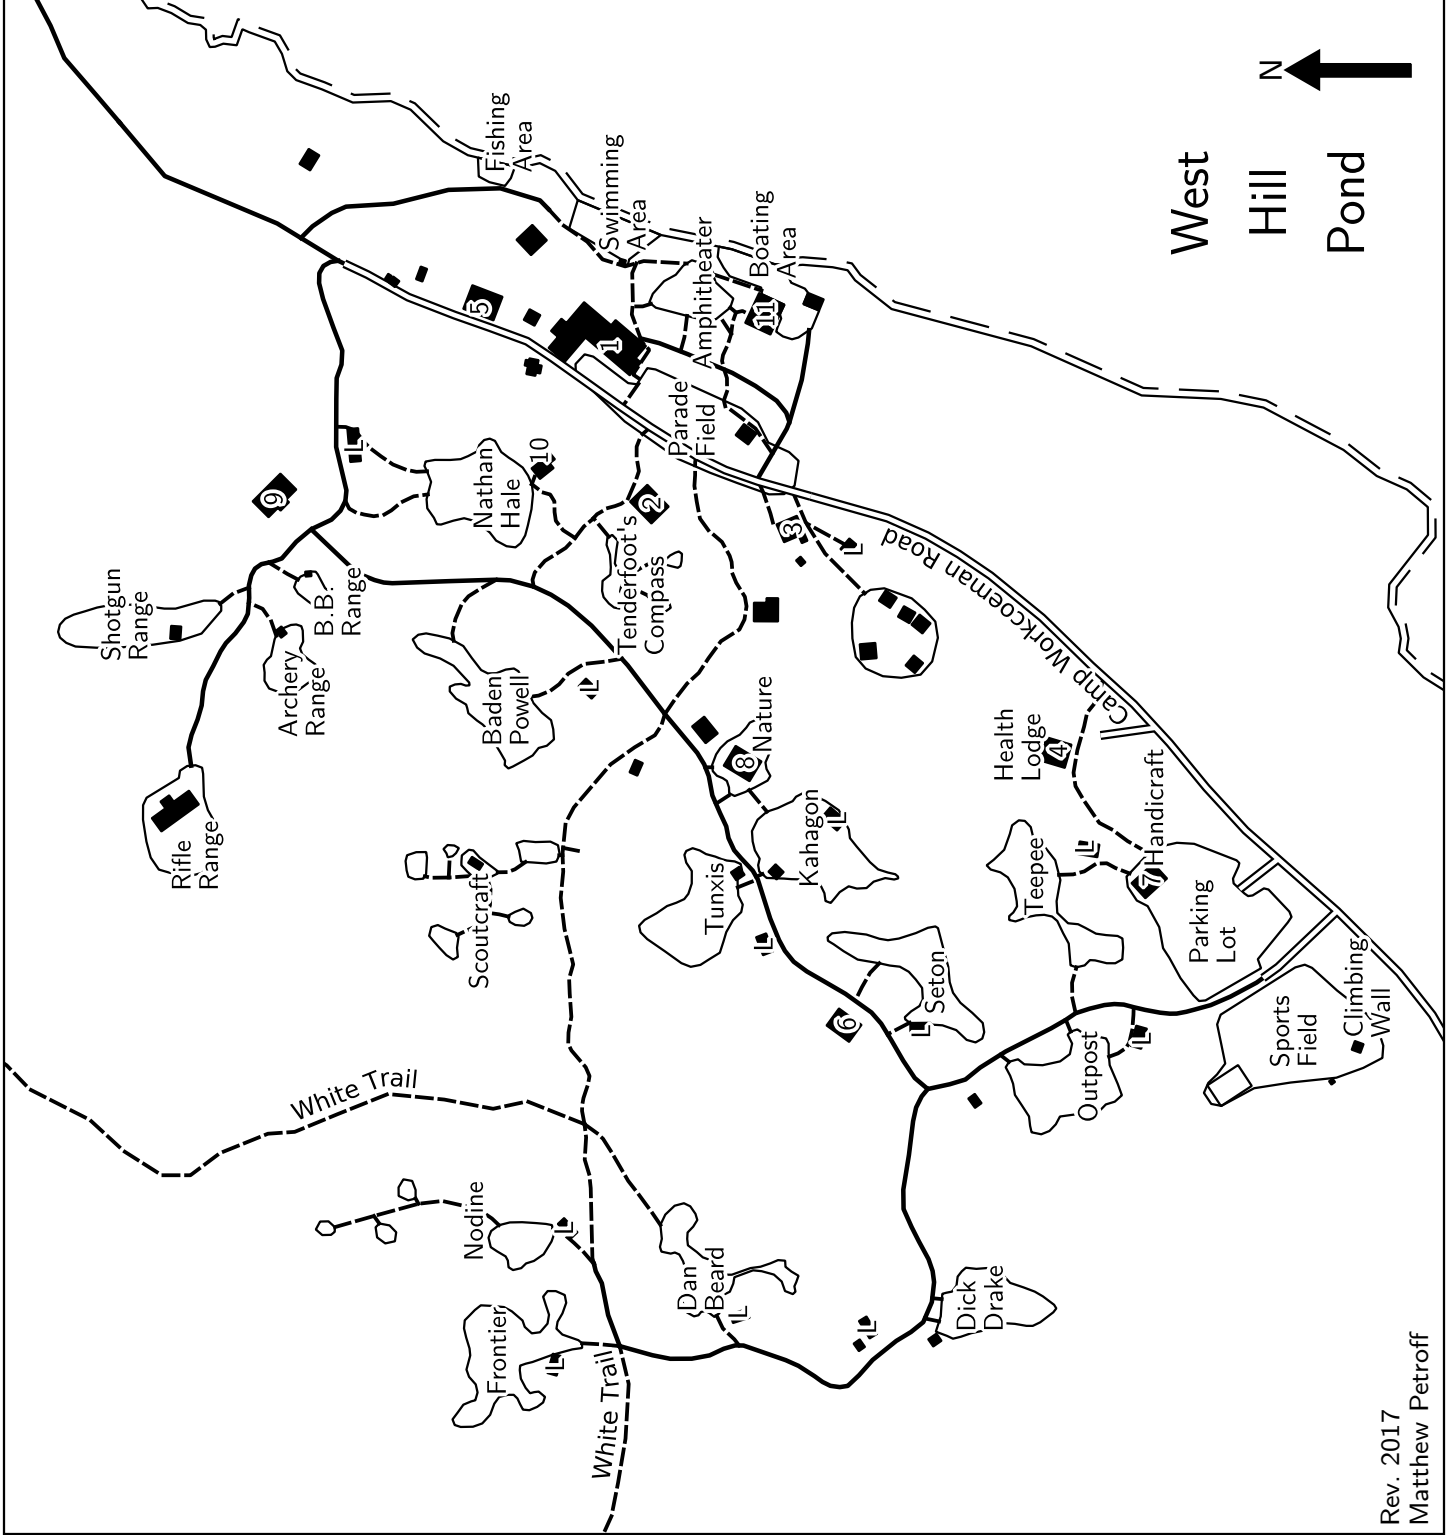 Shotgun
Range
B.B.
Range
Archery
Range
Rifle
Range
9
L
Nathan
Hale
10
5
1
Fishing
Area
Swimming
Area
Amphitheater
Boating
Area
11
Parade
Field
2
Tenderfoot's
Compass
3
L
Baden
Powell
L
Camp Workcoeman Road
8
Nature
Kahagon
L
Tunxis
L
Scoutcraft
Health
Lodge
4
Handicraft
7
L
Teepee
Parking
Lot
6
Seton
L
Outpost
L
Sports
Field
Climbing
Wall
White Trail
Nodine
L
Frontier
L
White Trail
Dan
Beard
L
L
Dick
Drake
N
West
Hill
Pond
Rev. 2017
Matthew Petroff